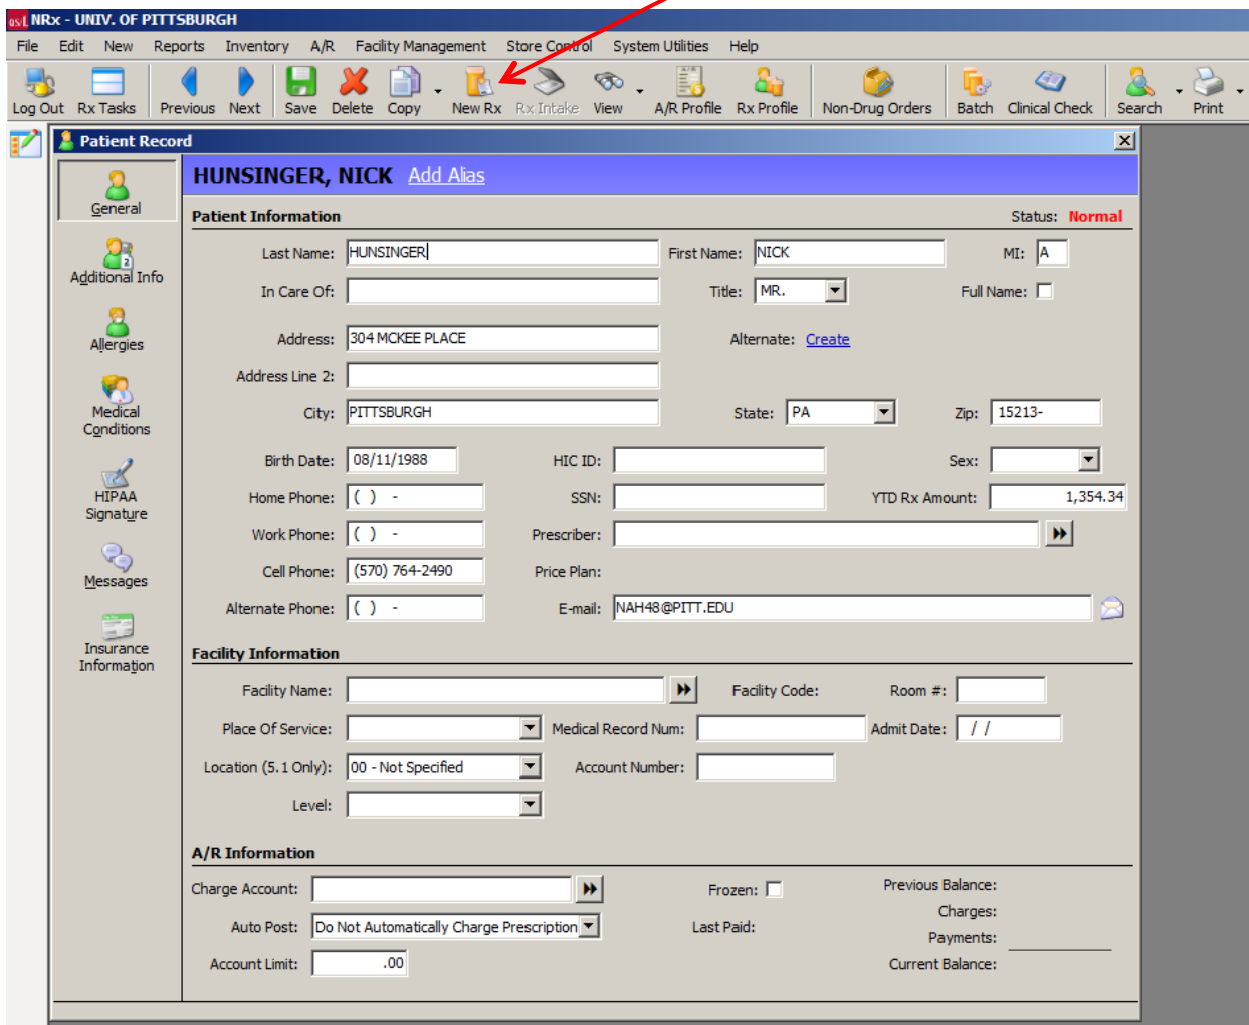 NRx - UNIV. OF PITTSBURGH
File Edit New Reports Inventory A/R Facility Management Store Control System Utilities Help
Log Out Rx Tasks Previous Next Save Delete Copy New Rx Rx Intake View A/R Profile Rx Profile Non-Drug Orders Batch Clinical Check Search Print
Patient Record
General
Additional Info
Allergies
Medical
Conditions
HIPAA
Signature
Messages
Insurance
Information
HUNSINGER, NICK Add Alias
Patient Information Status: Normal
Last Name: HUNSINGER First Name: NICK MI: A
In Care Of: Title: MR. Full Name:
Address: 304 MCKEE PLACE Alternate: Create
Address Line 2:
City: PITTSBURGH State: PA Zip: 15213-
Birth Date: 08/11/1988 HIC ID: Sex:
Home Phone: ( ) - SSN: YTD Rx Amount: 1,354.34
Work Phone: ( ) - Prescriber:
Cell Phone: (570) 764-2490 Price Plan:
Alternate Phone: ( ) - E-mail: NAH48@PITT.EDU
Facility Information
Facility Name: Facility Code: Room #:
Place Of Service: Medical Record Num: Admit Date: / /
Location (5.1 Only): 00 - Not Specified Account Number:
Level:
A/R Information
Charge Account: Frozen: Previous Balance:
Charges:
Auto Post: Do Not Automatically Charge Prescription Last Paid:
Payments:
Account Limit: .00 Current Balance: